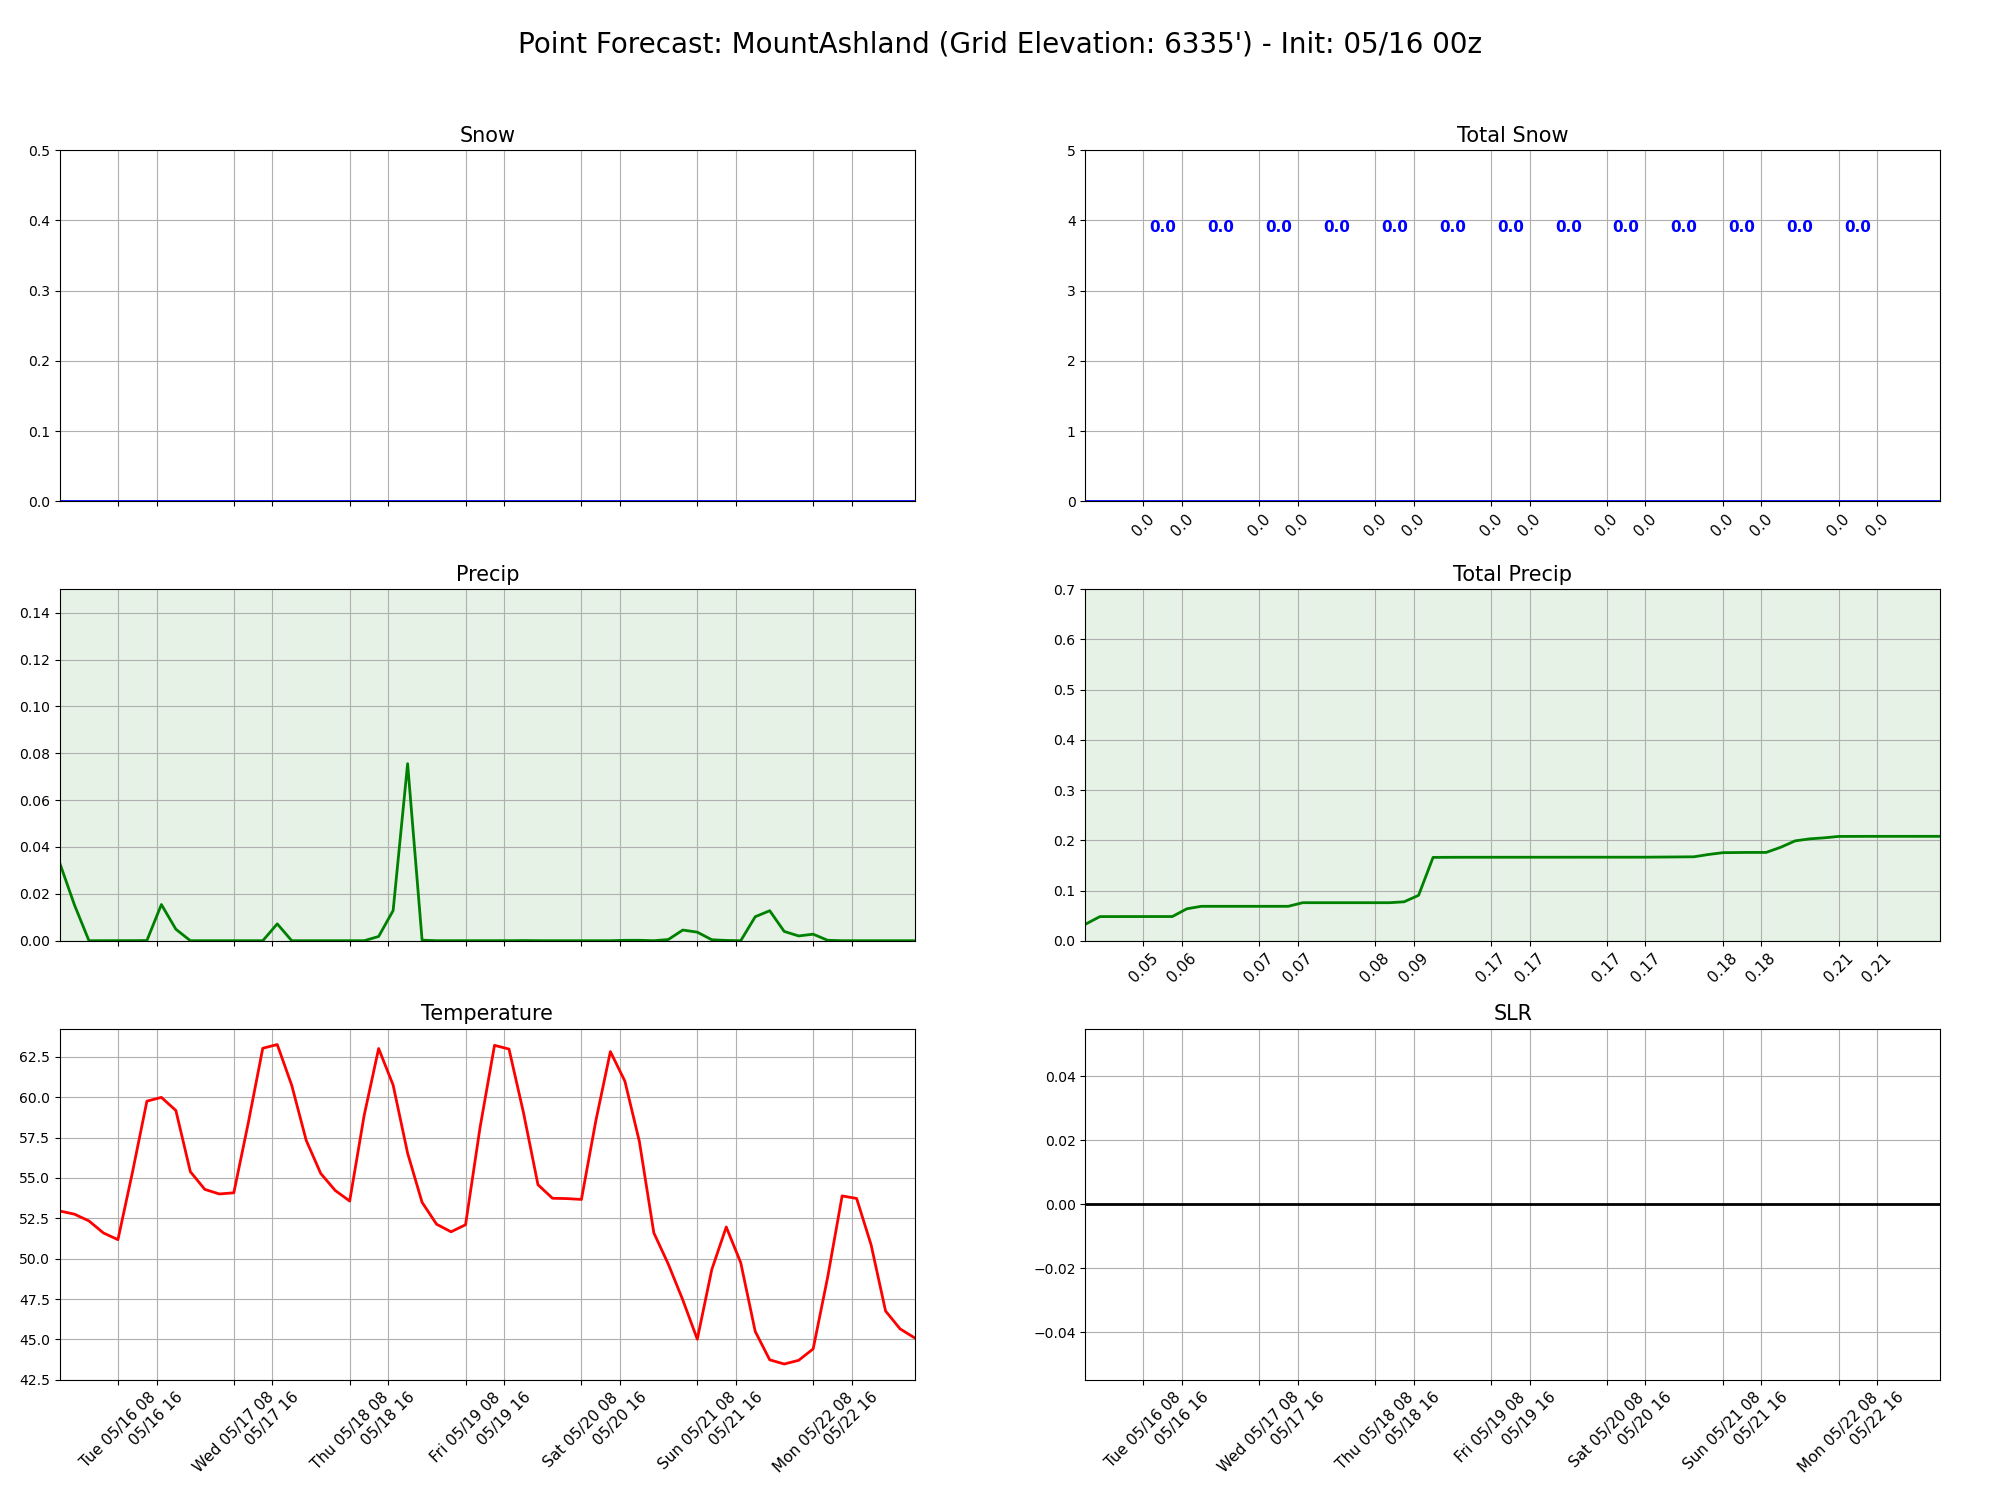 Point Forecast: MountAshland (Grid Elevation: 6335') - Init: 05/16 00z
Snow
0.5
0.4
0.3
0.2
0.1
0.0
Total Snow
5
4
3
2
1
0
0.0 0.0 0.0 0.0 0.0 0.0 0.0 0.0 0.0 0.0 0.0 0.0 0.0
0.0 0.0 0.0 0.0 0.0 0.0 0.0 0.0 0.0 0.0 0.0 0.0 0.0 0.0
Precip
0.14
0.12
0.10
0.08
0.06
0.04
0.02
0.00
Total Precip
0.7
0.6
0.5
0.4
0.3
0.2
0.1
0.0
0.05 0.06 0.07 0.07 0.08 0.09 0.17 0.17 0.17 0.17 0.18 0.18 0.21 0.21
Temperature
62.5
60.0
57.5
55.0
52.5
50.0
47.5
45.0
42.5
Tue 05/16 08
05/16 16
Wed 05/17 08
05/17 16
Thu 05/18 08
05/18 16
Fri 05/19 08
05/19 16
Sat 05/20 08
05/20 16
Sun 05/21 08
05/21 16
Mon 05/22 08
05/22 16
SLR
0.04
0.02
0.00
−0.02
−0.04
Tue 05/16 08
05/16 16
Wed 05/17 08
05/17 16
Thu 05/18 08
05/18 16
Fri 05/19 08
05/19 16
Sat 05/20 08
05/20 16
Sun 05/21 08
05/21 16
Mon 05/22 08
05/22 16